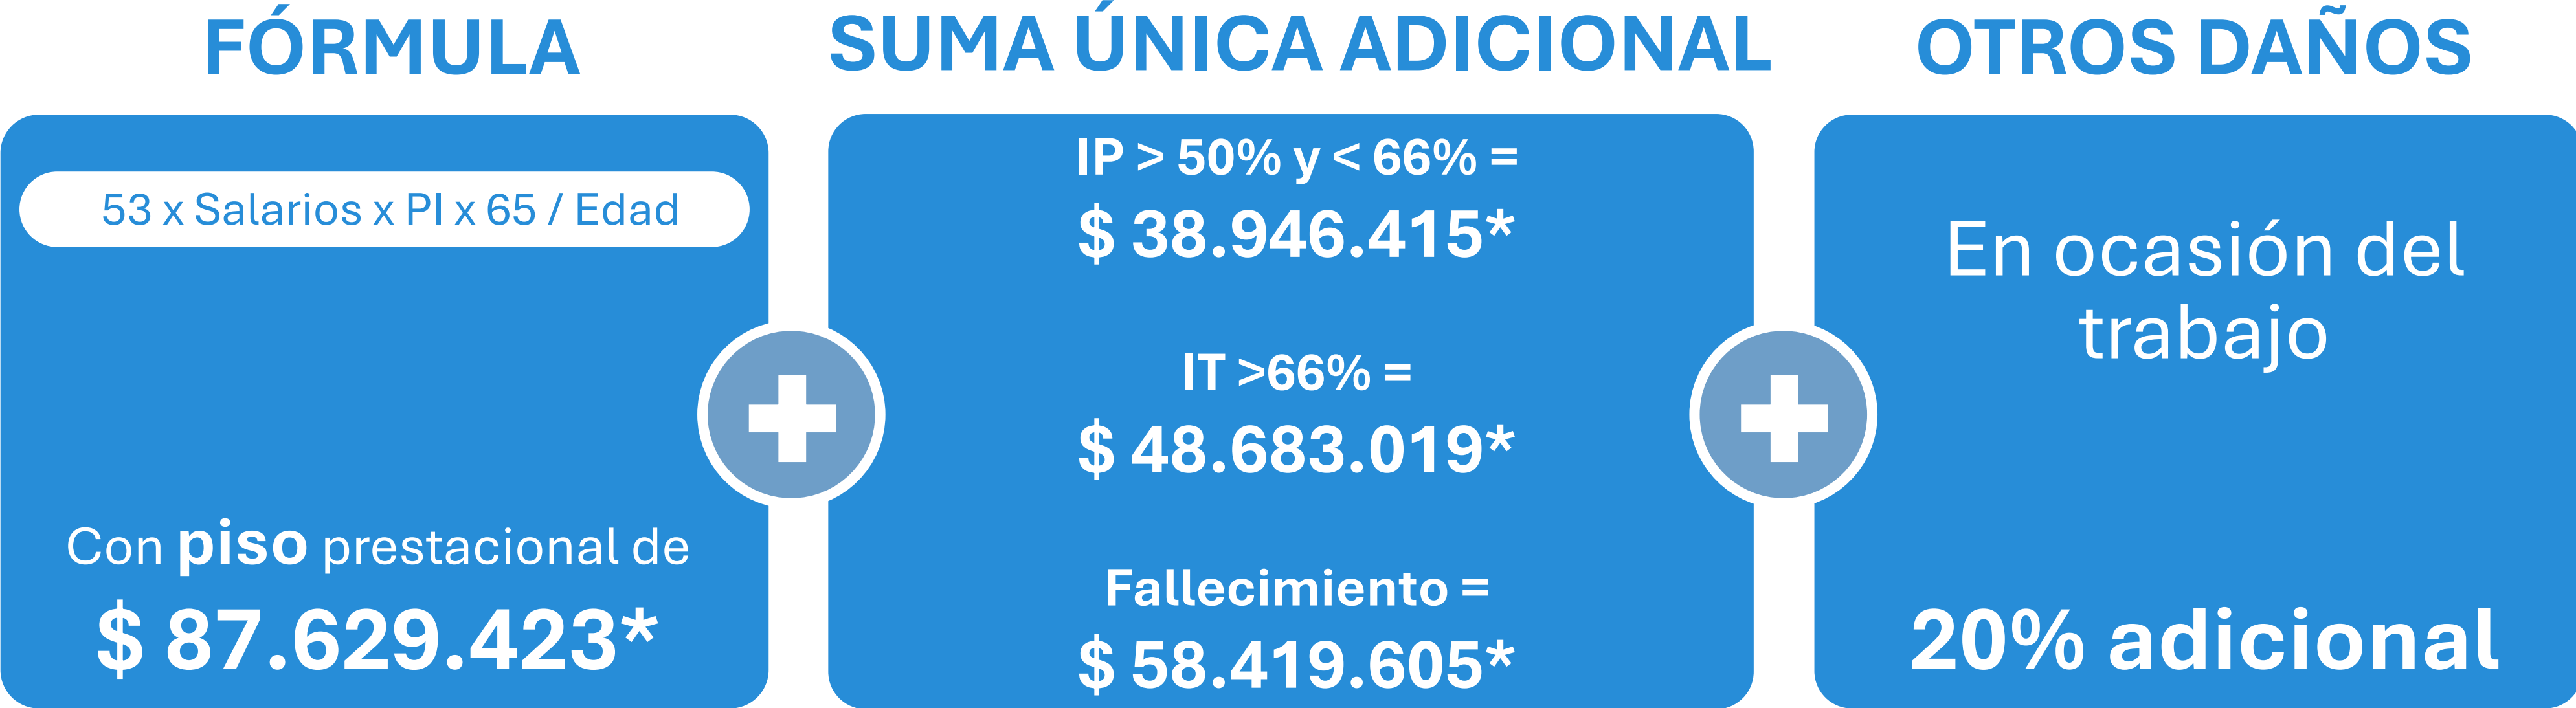 FÓRMULA
53 x Salarios x PI x 65 / Edad
Con piso prestacional de
$ 87.629.423*
SUMA ÚNICA ADICIONAL
IP > 50% y < 66% =
$ 38.946.415*
IT >66% =
$ 48.683.019*
Fallecimiento =
$ 58.419.605*
OTROS DAÑOS
En ocasión del
trabajo
20% adicional